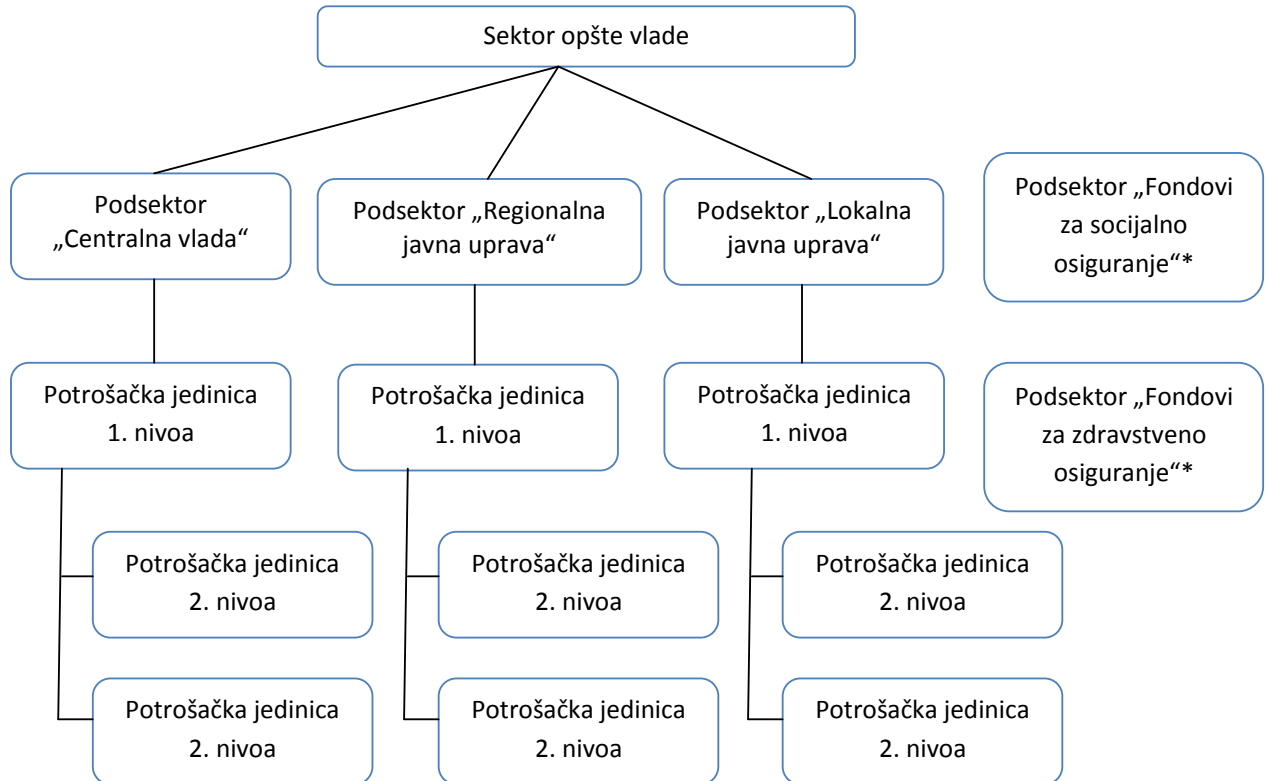 Sektor opšte vlade
Podsektor
„Centralna vlada“
Podsektor „Regionalna
javna uprava“
Podsektor „Lokalna
javna uprava“
Podsektor „Fondovi
za socijalno
osiguranje“*
Potrošačka jedinica
1. nivoa
Potrošačka jedinica
1. nivoa
Potrošačka jedinica
1. nivoa
Podsektor „Fondovi
za zdravstveno
osiguranje“*
Potrošačka jedinica
2. nivoa
Potrošačka jedinica
2. nivoa
Potrošačka jedinica
2. nivoa
Potrošačka jedinica
2. nivoa
Potrošačka jedinica
2. nivoa
Potrošačka jedinica
2. nivoa